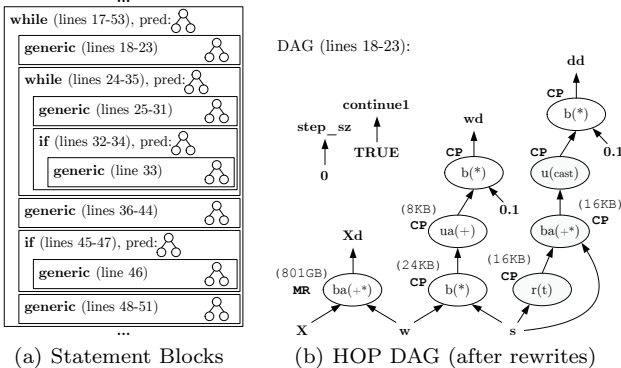 ...
while (lines 17-53), pred:
generic (lines 18-23)
while (lines 24-35), pred:
generic (lines 25-31)
if (lines 32-34), pred:
generic (line 33)
generic (lines 36-44)
if (lines 45-47), pred:
generic (line 46)
generic (lines 48-51)
...
(a) Statement Blocks
DAG (lines 18-23):
dd
CP
b(*)
continue1
step_sz
wd
TRUE
0
CP
b(*)
CP
u(cast)
0.1
(8KB)
CP
ua(+)
0.1
(16KB)
ba(+*)
CP
Xd
(801GB)
MR
ba(+*)
(24KB)
CP
b(*)
(16KB)
CP
r(t)
X
w
s
(b) HOP DAG (after rewrites)